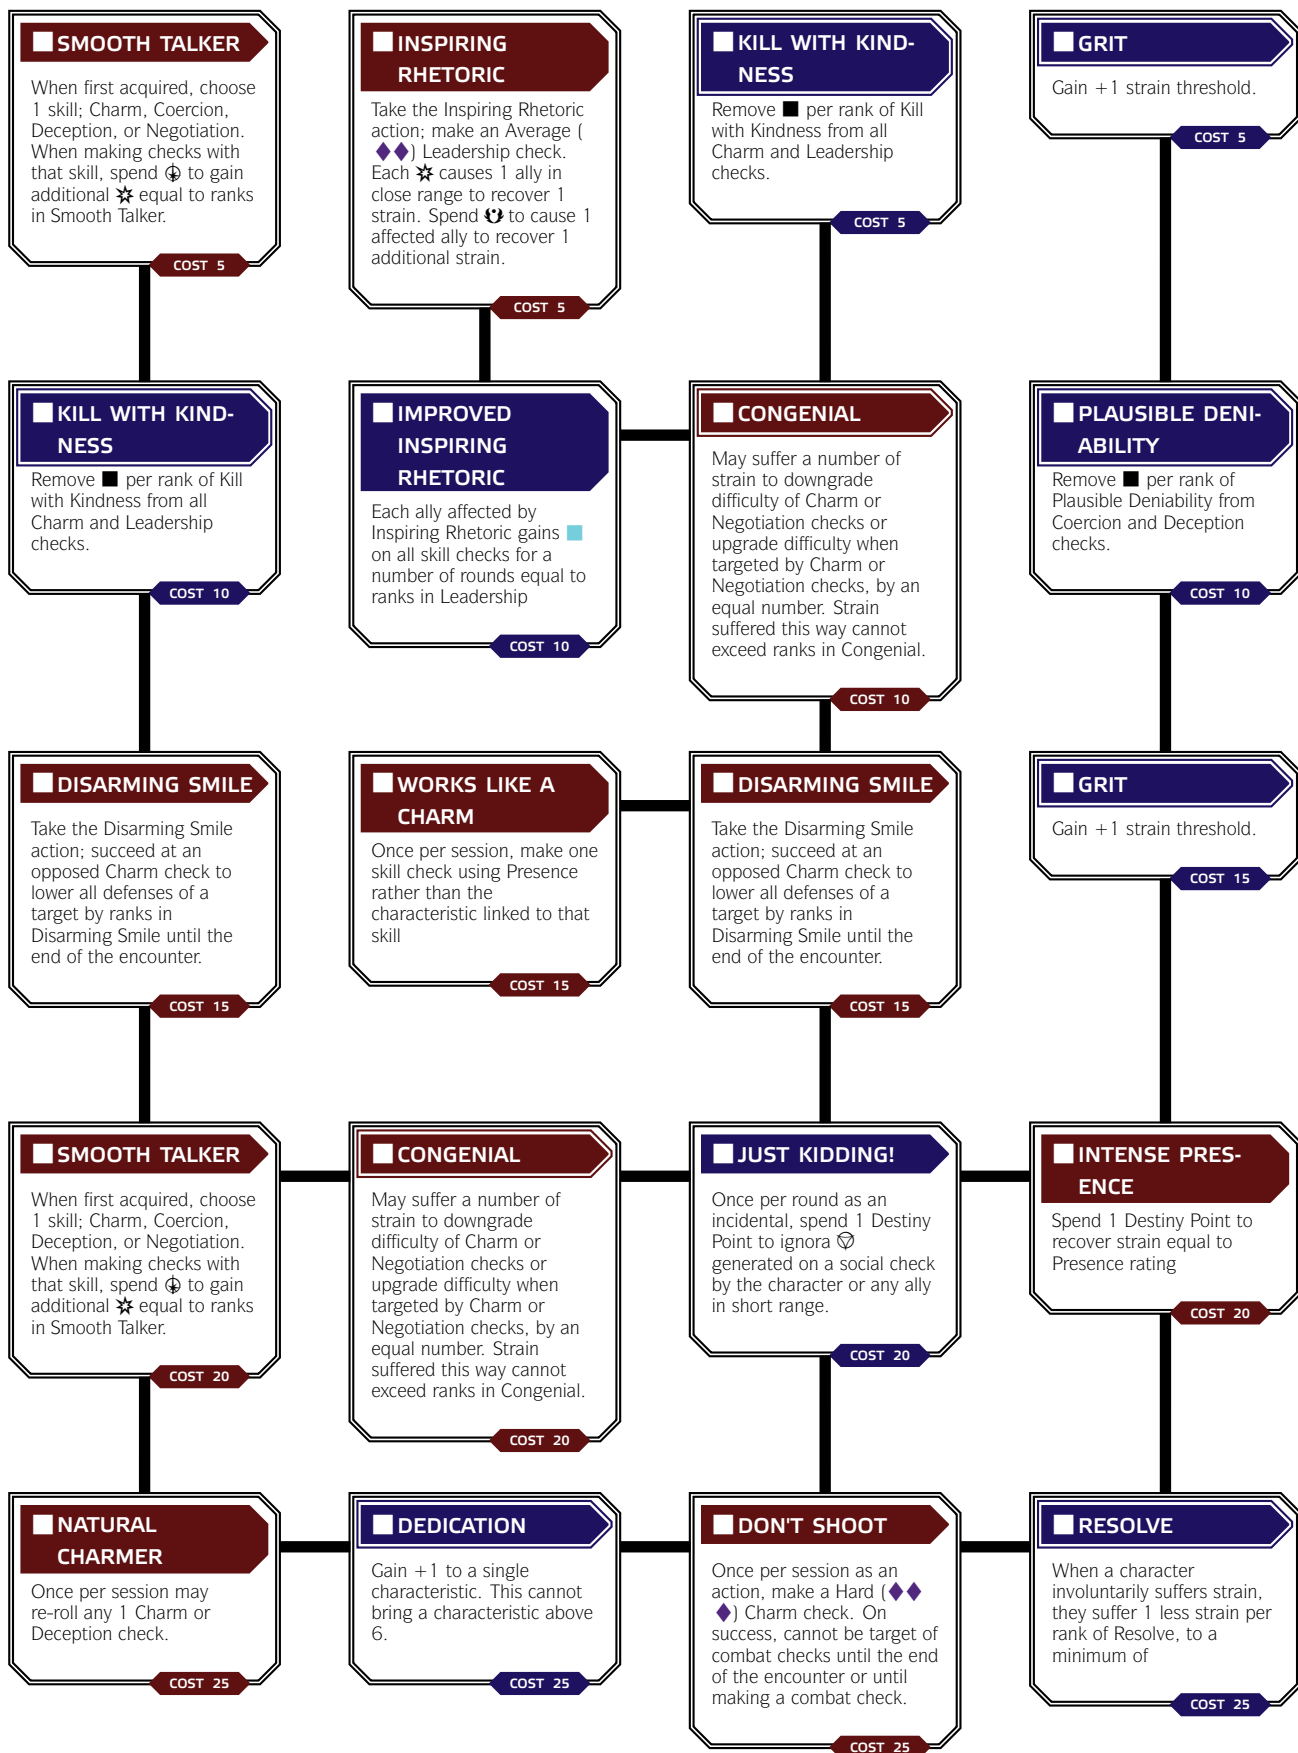 SMOOTH TALKER
When first acquired, choose
1 skill; Charm, Coercion,
Deception, or Negotiation.
When making checks with
that skill, spend to gain
additional equal to ranks
in Smooth Talker.
COST 5
INSPIRING
RHETORIC
Take the Inspiring Rhetoric
action; make an Average (
◆◆) Leadership check.
Each causes 1 ally in
close range to recover 1
strain. Spend to cause 1
affected ally to recover 1
additional strain.
COST 5
KILL WITH KIND-
NESS
Remove ■ per rank of Kill
with Kindness from all
Charm and Leadership
checks.
COST 5
GRIT
Gain +1 strain threshold.
COST 5
KILL WITH KIND-
NESS
Remove ■ per rank of Kill
with Kindness from all
Charm and Leadership
checks.
COST 10
IMPROVED
INSPIRING
RHETORIC
Each ally affected by
Inspiring Rhetoric gains ■
on all skill checks for a
number of rounds equal to
ranks in Leadership
COST 10
CONGENIAL
May suffer a number of
strain to downgrade
difficulty of Charm or
Negotiation checks or
upgrade difficulty when
targeted by Charm or
Negotiation checks, by an
equal number. Strain
suffered this way cannot
exceed ranks in Congenial.
COST 10
PLAUSIBLE DENI-
ABILITY
Remove ■ per rank of
Plausible Deniability from
Coercion and Deception
checks.
COST 10
DISARMING SMILE
Take the Disarming Smile
action; succeed at an
opposed Charm check to
lower all defenses of a
target by ranks in
Disarming Smile until the
end of the encounter.
COST 15
WORKS LIKE A
CHARM
Once per session, make one
skill check using Presence
rather than the
characteristic linked to that
skill
COST 15
DISARMING SMILE
Take the Disarming Smile
action; succeed at an
opposed Charm check to
lower all defenses of a
target by ranks in
Disarming Smile until the
end of the encounter.
COST 15
GRIT
Gain +1 strain threshold.
COST 15
SMOOTH TALKER
When first acquired, choose
1 skill; Charm, Coercion,
Deception, or Negotiation.
When making checks with
that skill, spend to gain
additional equal to ranks
in Smooth Talker.
COST 20
CONGENIAL
May suffer a number of
strain to downgrade
difficulty of Charm or
Negotiation checks or
upgrade difficulty when
targeted by Charm or
Negotiation checks, by an
equal number. Strain
suffered this way cannot
exceed ranks in Congenial.
COST 20
JUST KIDDING!
Once per round as an
incidental, spend 1 Destiny
Point to ignora
generated on a social check
by the character or any ally
in short range.
COST 20
INTENSE PRES-
ENCE
Spend 1 Destiny Point to
recover strain equal to
Presence rating
COST 20
NATURAL
CHARMER
Once per session may
re-roll any 1 Charm or
Deception check.
COST 25
DEDICATION
Gain +1 to a single
characteristic. This cannot
bring a characteristic above
6.
COST 25
DON'T SHOOT
Once per session as an
action, make a Hard (◆◆
◆) Charm check. On
success, cannot be target of
combat checks until the end
of the encounter or until
making a combat check.
COST 25
RESOLVE
When a character
involuntarily suffers strain,
they suffer 1 less strain per
rank of Resolve, to a
minimum of
COST 25